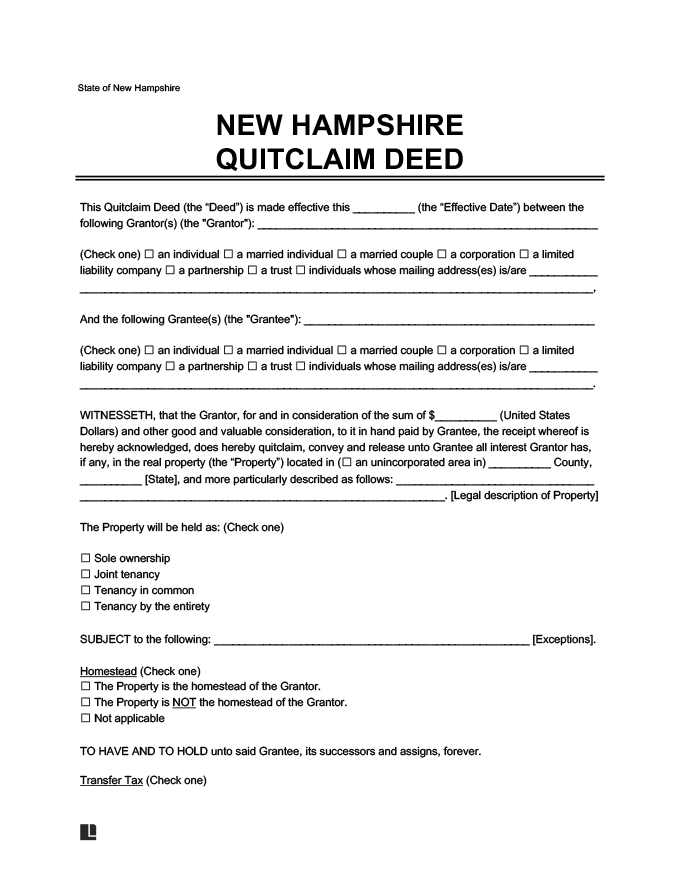 State of New Hampshire
NEW HAMPSHIRE
QUITCLAIM DEED
This Quitclaim Deed (the “Deed”) is made effective this __________ (the “Effective Date”) between the
following Grantor(s) (the "Grantor"): _______________________________________________________
(Check one) ☐ an individual ☐ a married individual ☐ a married couple ☐ a corporation ☐ a limited
liability company ☐ a partnership ☐ a trust ☐ individuals whose mailing address(es) is/are ___________
___________________________________________________________________________________,
And the following Grantee(s) (the "Grantee"): _______________________________________________
(Check one) ☐ an individual ☐ a married individual ☐ a married couple ☐ a corporation ☐ a limited
liability company ☐ a partnership ☐ a trust ☐ individuals whose mailing address(es) is/are ___________
___________________________________________________________________________________.
WITNESSETH, that the Grantor, for and in consideration of the sum of $__________ (United States
Dollars) and other good and valuable consideration, to it in hand paid by Grantee, the receipt whereof is
hereby acknowledged, does hereby quitclaim, convey and release unto Grantee all interest Grantor has,
if any, in the real property (the “Property”) located in (☐ an unincorporated area in) __________ County,
__________ [State], and more particularly described as follows: ________________________________
___________________________________________________________. [Legal description of Property]
The Property will be held as: (Check one)
☐ Sole ownership
☐ Joint tenancy
☐ Tenancy in common
☐ Tenancy by the entirety
SUBJECT to the following: ___________________________________________________ [Exceptions].
Homestead (Check one)
☐ The Property is the homestead of the Grantor.
☐ The Property is NOT the homestead of the Grantor.
☐ Not applicable
TO HAVE AND TO HOLD unto said Grantee, its successors and assigns, forever.
Transfer Tax (Check one)